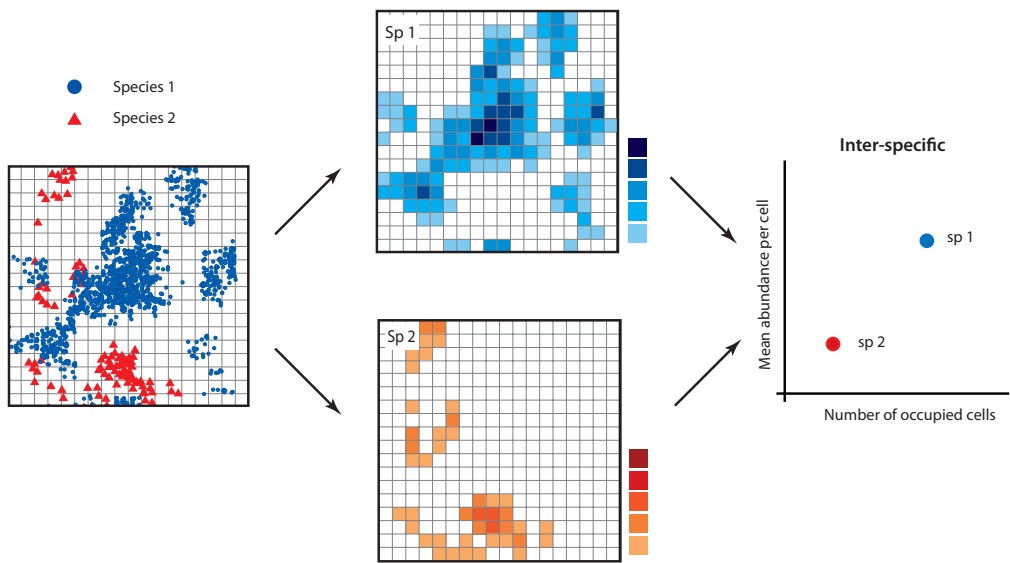 Sp 1
Species 1
Species 2
Inter-specific
Mean abundance per cell
sp 1
sp 2
Number of occupied cells
Sp 2